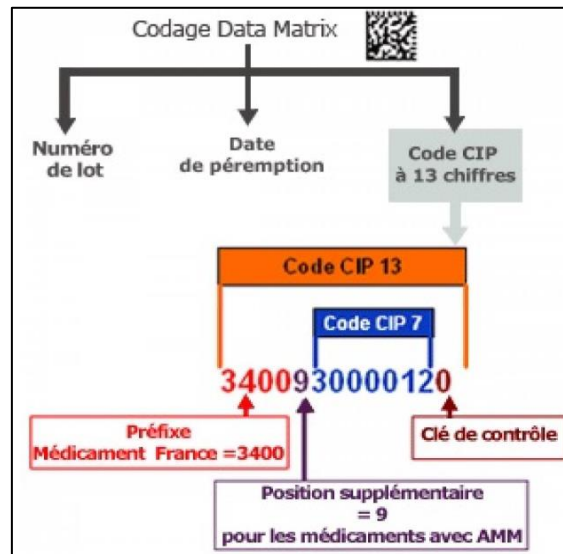 Codage Data Matrix
Numéro
de lot
Date
de péremption
Code CIP
à 13 chiffres
Code CIP 13
Code CIP 7
3400930000120
Préfixe
Médicament France =3400
Clé de contrôle
Position supplémentaire
= 9
pour les médicaments avec AMM